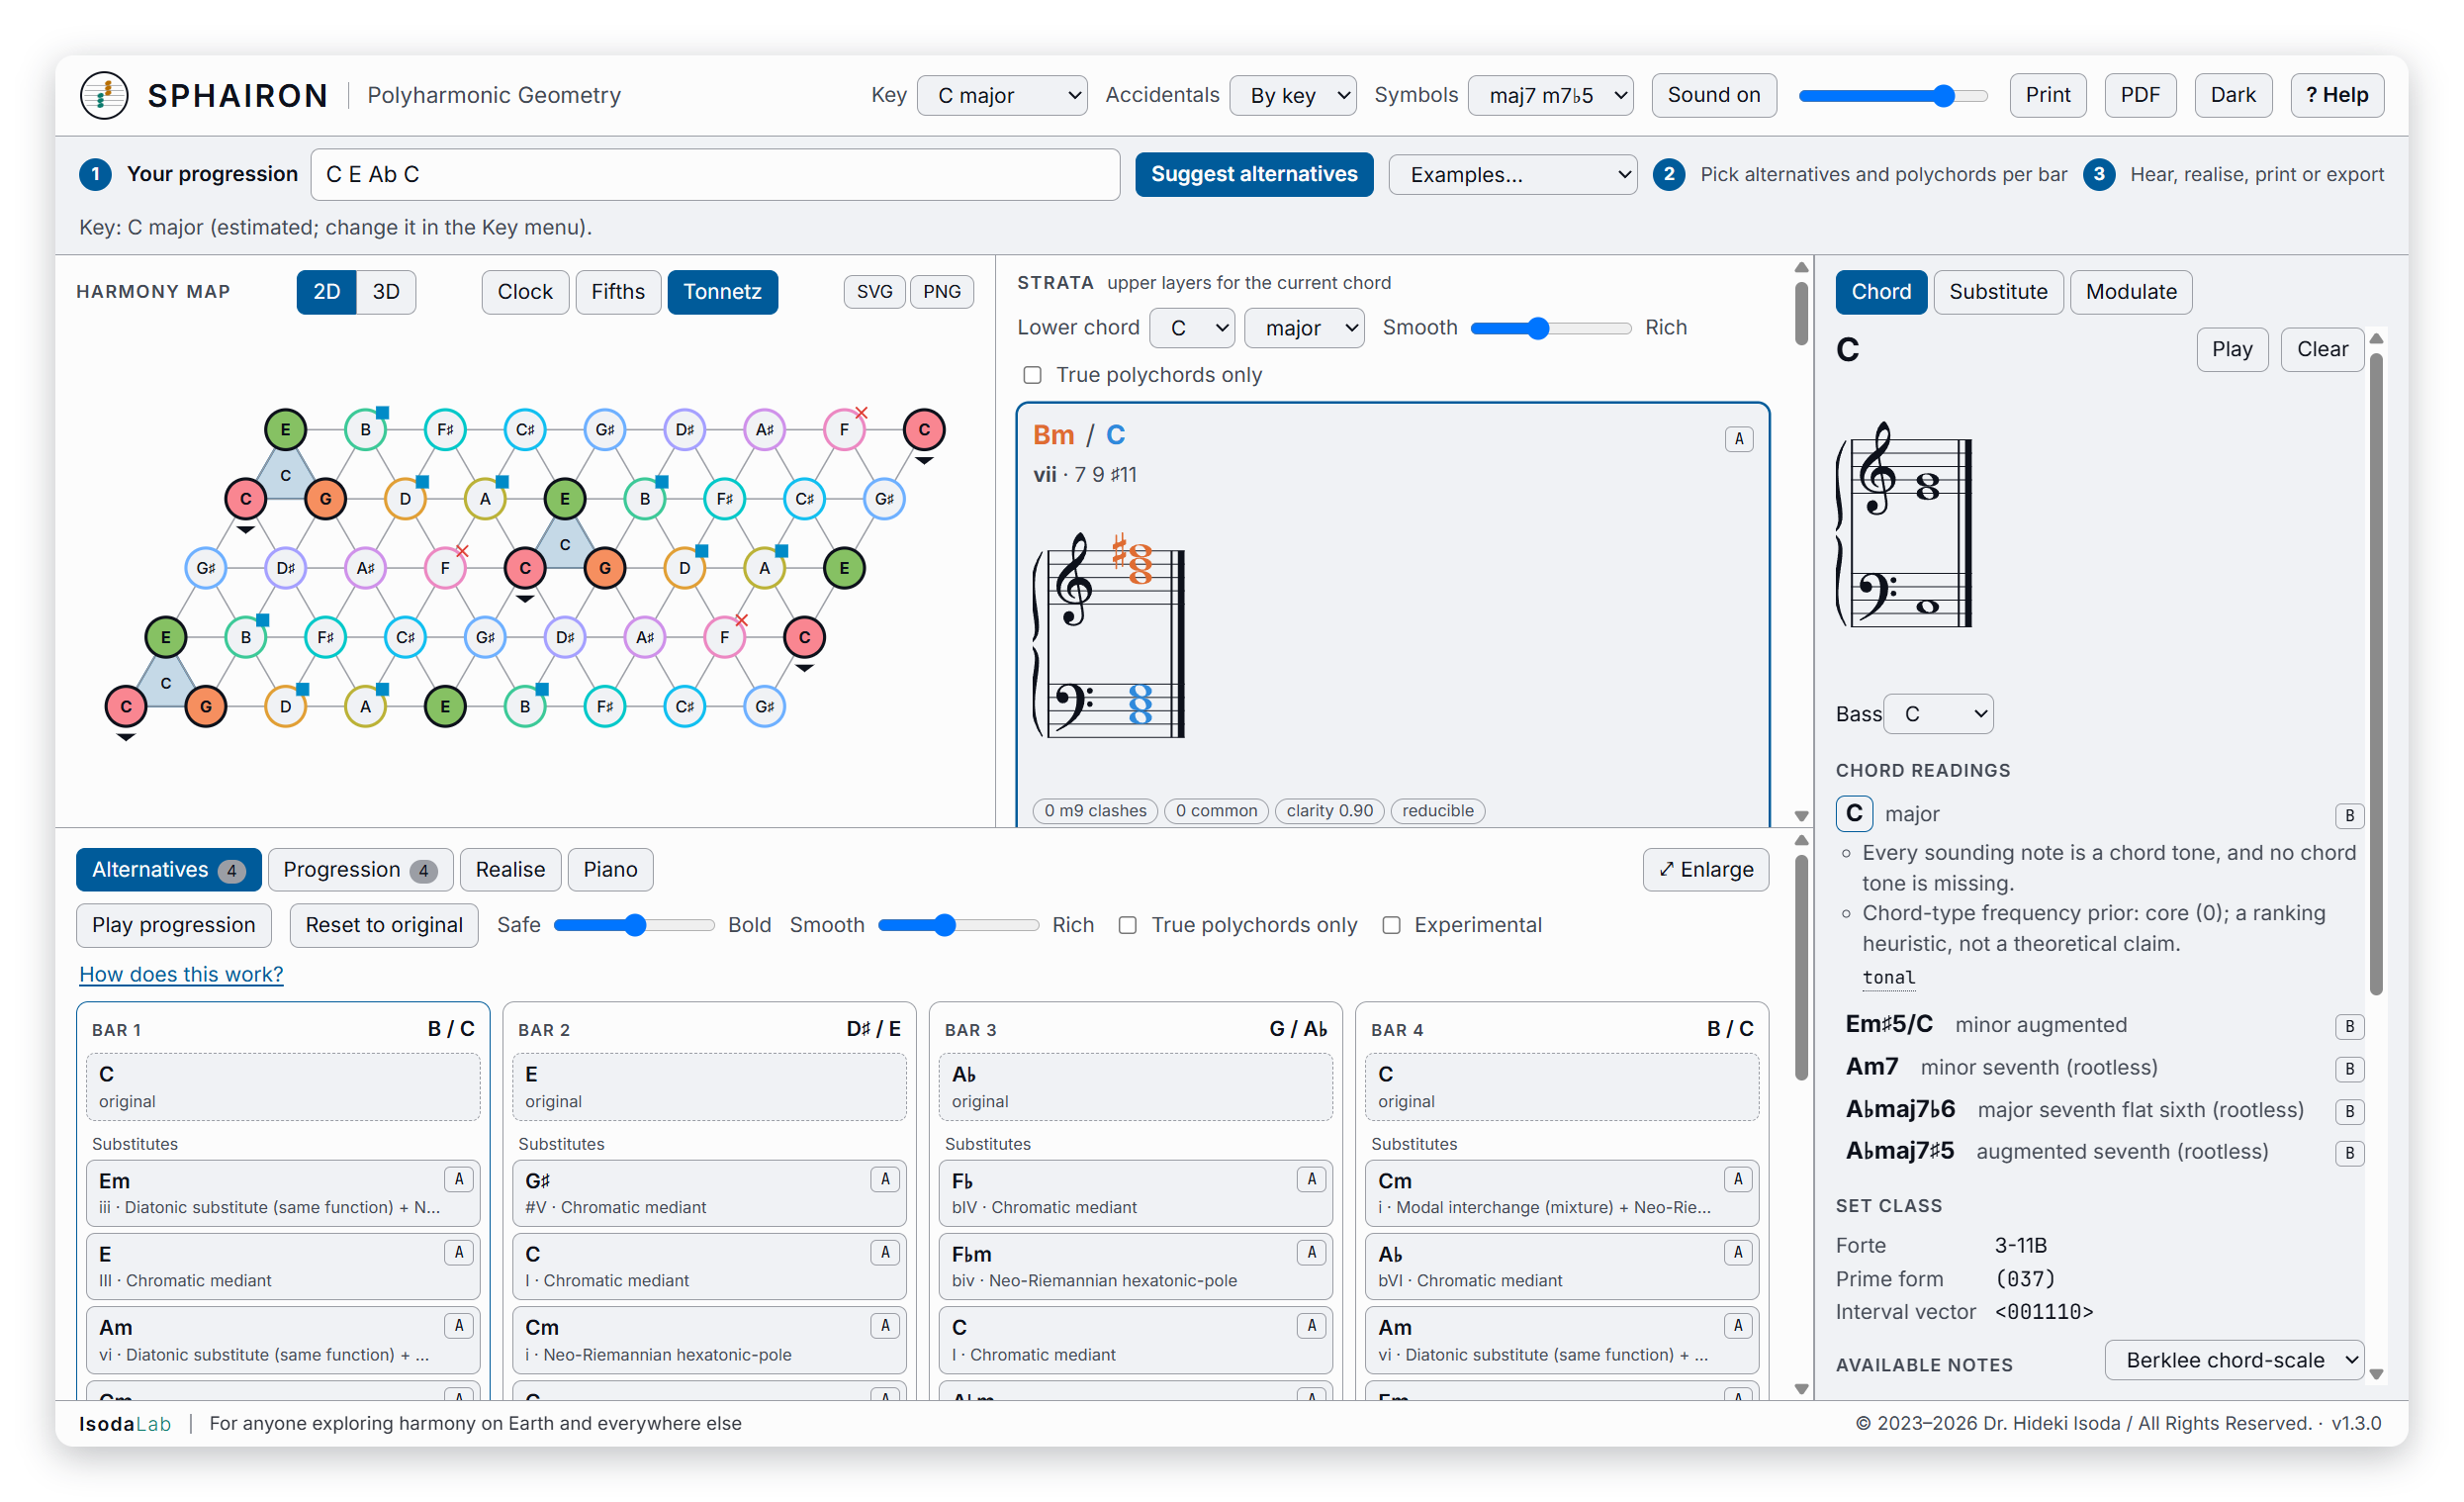 SPHAIRON | Polyharmonic Geometry
Key C major Accidentals By key Symbols maj7 m7♭5 Sound on Print PDF Dark ? Help
1 Your progression C E Ab C Suggest alternatives Examples... 2 Pick alternatives and polychords per bar 3 Hear, realise, print or export
Key: C major (estimated; change it in the Key menu).
HARMONY MAP 2D 3D Clock Fifths Tonnetz SVG PNG
E B F♯ C♯ G♯ D♯ A♯ F C
C
C G D A E B F♯ C♯ G♯
C
G♯ D♯ A♯ F C G D A E
E B F♯ C♯ G♯ D♯ A♯ F C
C
C G D A E B F♯ C♯ G♯
STRATA upper layers for the current chord
Lower chord C major Smooth Rich
True polychords only
Bm / C A
vii · 7 9 ♯11
0 m9 clashes 0 common clarity 0.90 reducible
Alternatives 4 Progression 4 Realise Piano Enlarge
Play progression Reset to original Safe Bold Smooth Rich True polychords only Experimental
How does this work?
BAR 1 B / C
C
original
Substitutes
Em A
iii · Diatonic substitute (same function) + N...
E A
III · Chromatic mediant
Am A
vi · Diatonic substitute (same function) + ...
BAR 2 D♯ / E
E
original
Substitutes
G♯ A
#V · Chromatic mediant
C A
I · Chromatic mediant
Cm A
i · Neo-Riemannian hexatonic-pole
BAR 3 G / A♭
A♭
original
Substitutes
F♭ A
bIV · Chromatic mediant
F♭m A
biv · Neo-Riemannian hexatonic-pole
C A
I · Chromatic mediant
BAR 4 B / C
C
original
Substitutes
Cm A
i · Modal interchange (mixture) + Neo-Rie...
A♭ A
bVI · Chromatic mediant
Am A
vi · Diatonic substitute (same function) + ...
Chord Substitute Modulate
C Play Clear
Bass C
CHORD READINGS
C major B
Every sounding note is a chord tone, and no chord
tone is missing.
Chord-type frequency prior: core (0); a ranking
heuristic, not a theoretical claim.
tonal
Em♯5/C minor augmented B
Am7 minor seventh (rootless) B
A♭maj7♭6 major seventh flat sixth (rootless) B
A♭maj7♯5 augmented seventh (rootless) B
SET CLASS
Forte 3-11B
Prime form (037)
Interval vector <001110>
AVAILABLE NOTES Berklee chord-scale
IsodaLab | For anyone exploring harmony on Earth and everywhere else
© 2023–2026 Dr. Hideki Isoda / All Rights Reserved. · v1.3.0